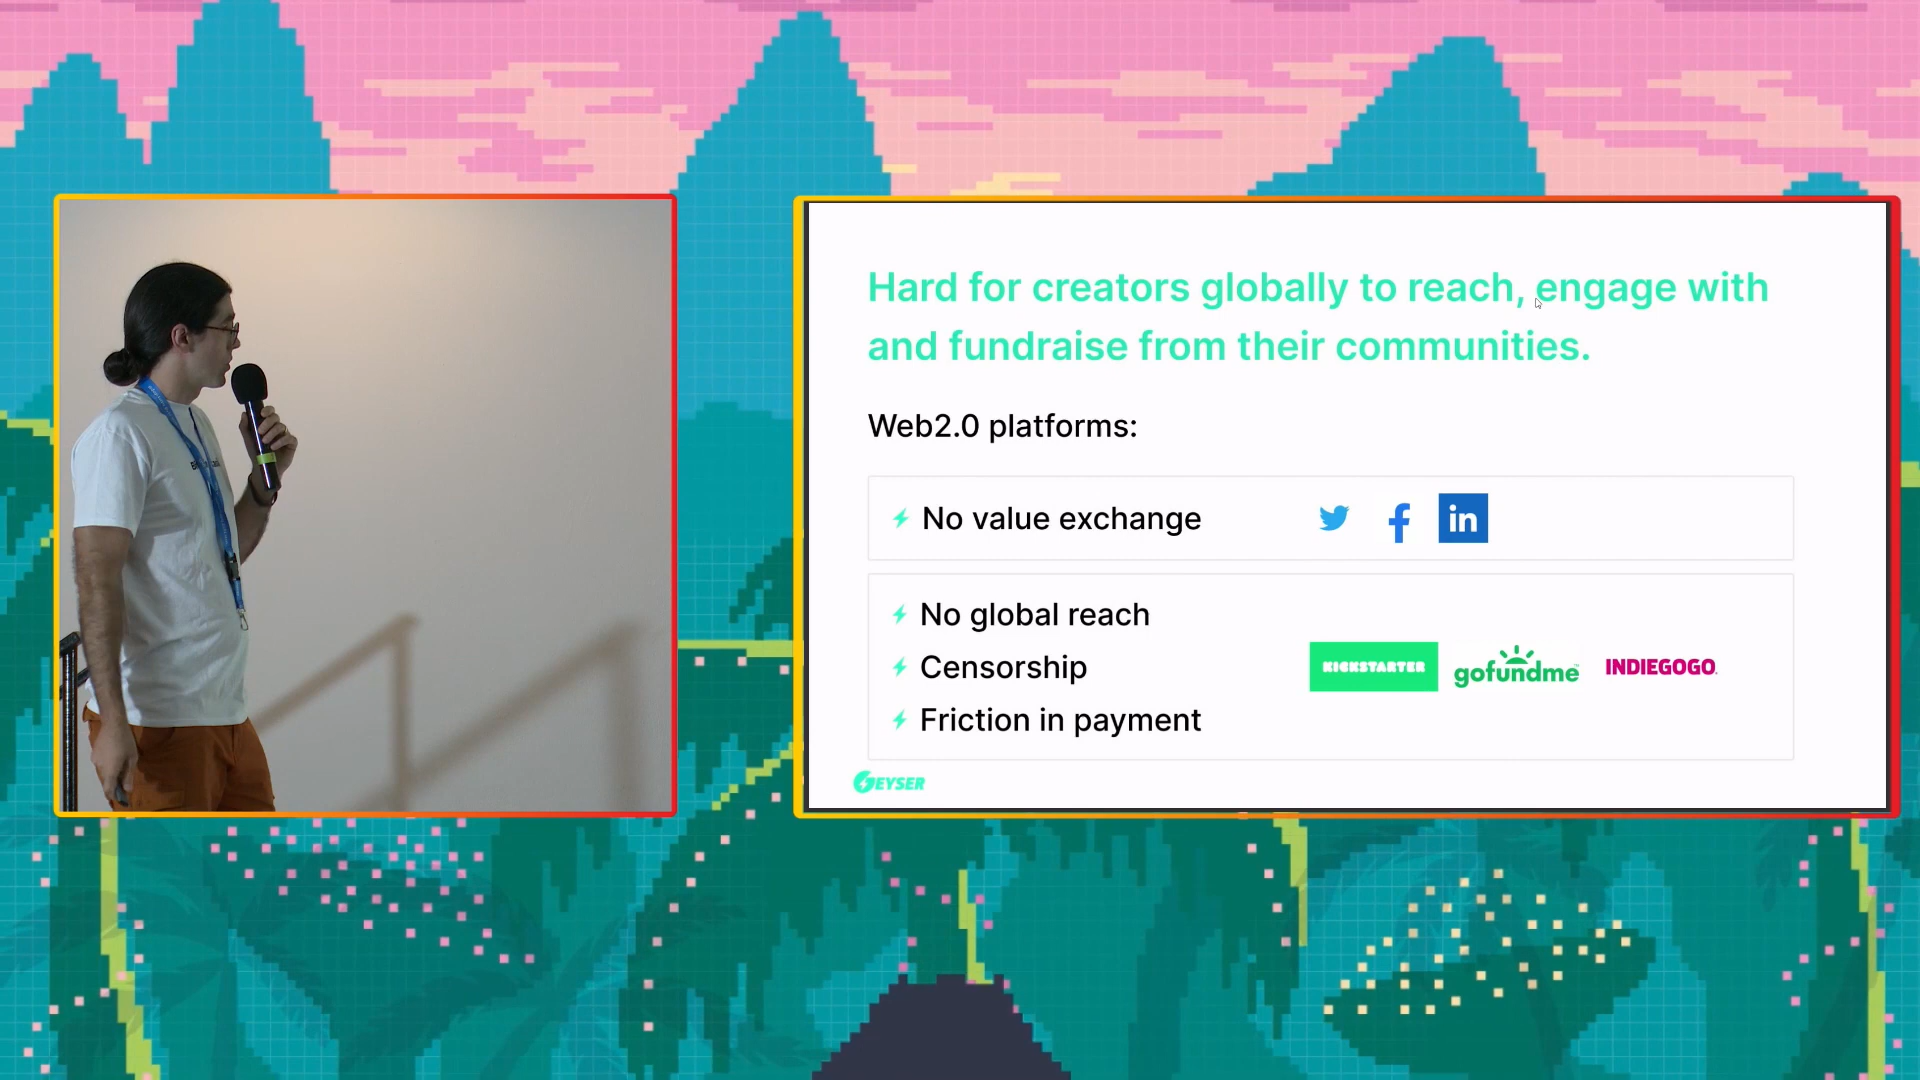 Hard for creators globally to reach, engage with
and fundraise from their communities.
Web2.0 platforms:
No value exchange
in
No global reach
Censorship
KICKSTARTER
gofundme
INDIEGOGO
Friction in payment
GEYSER